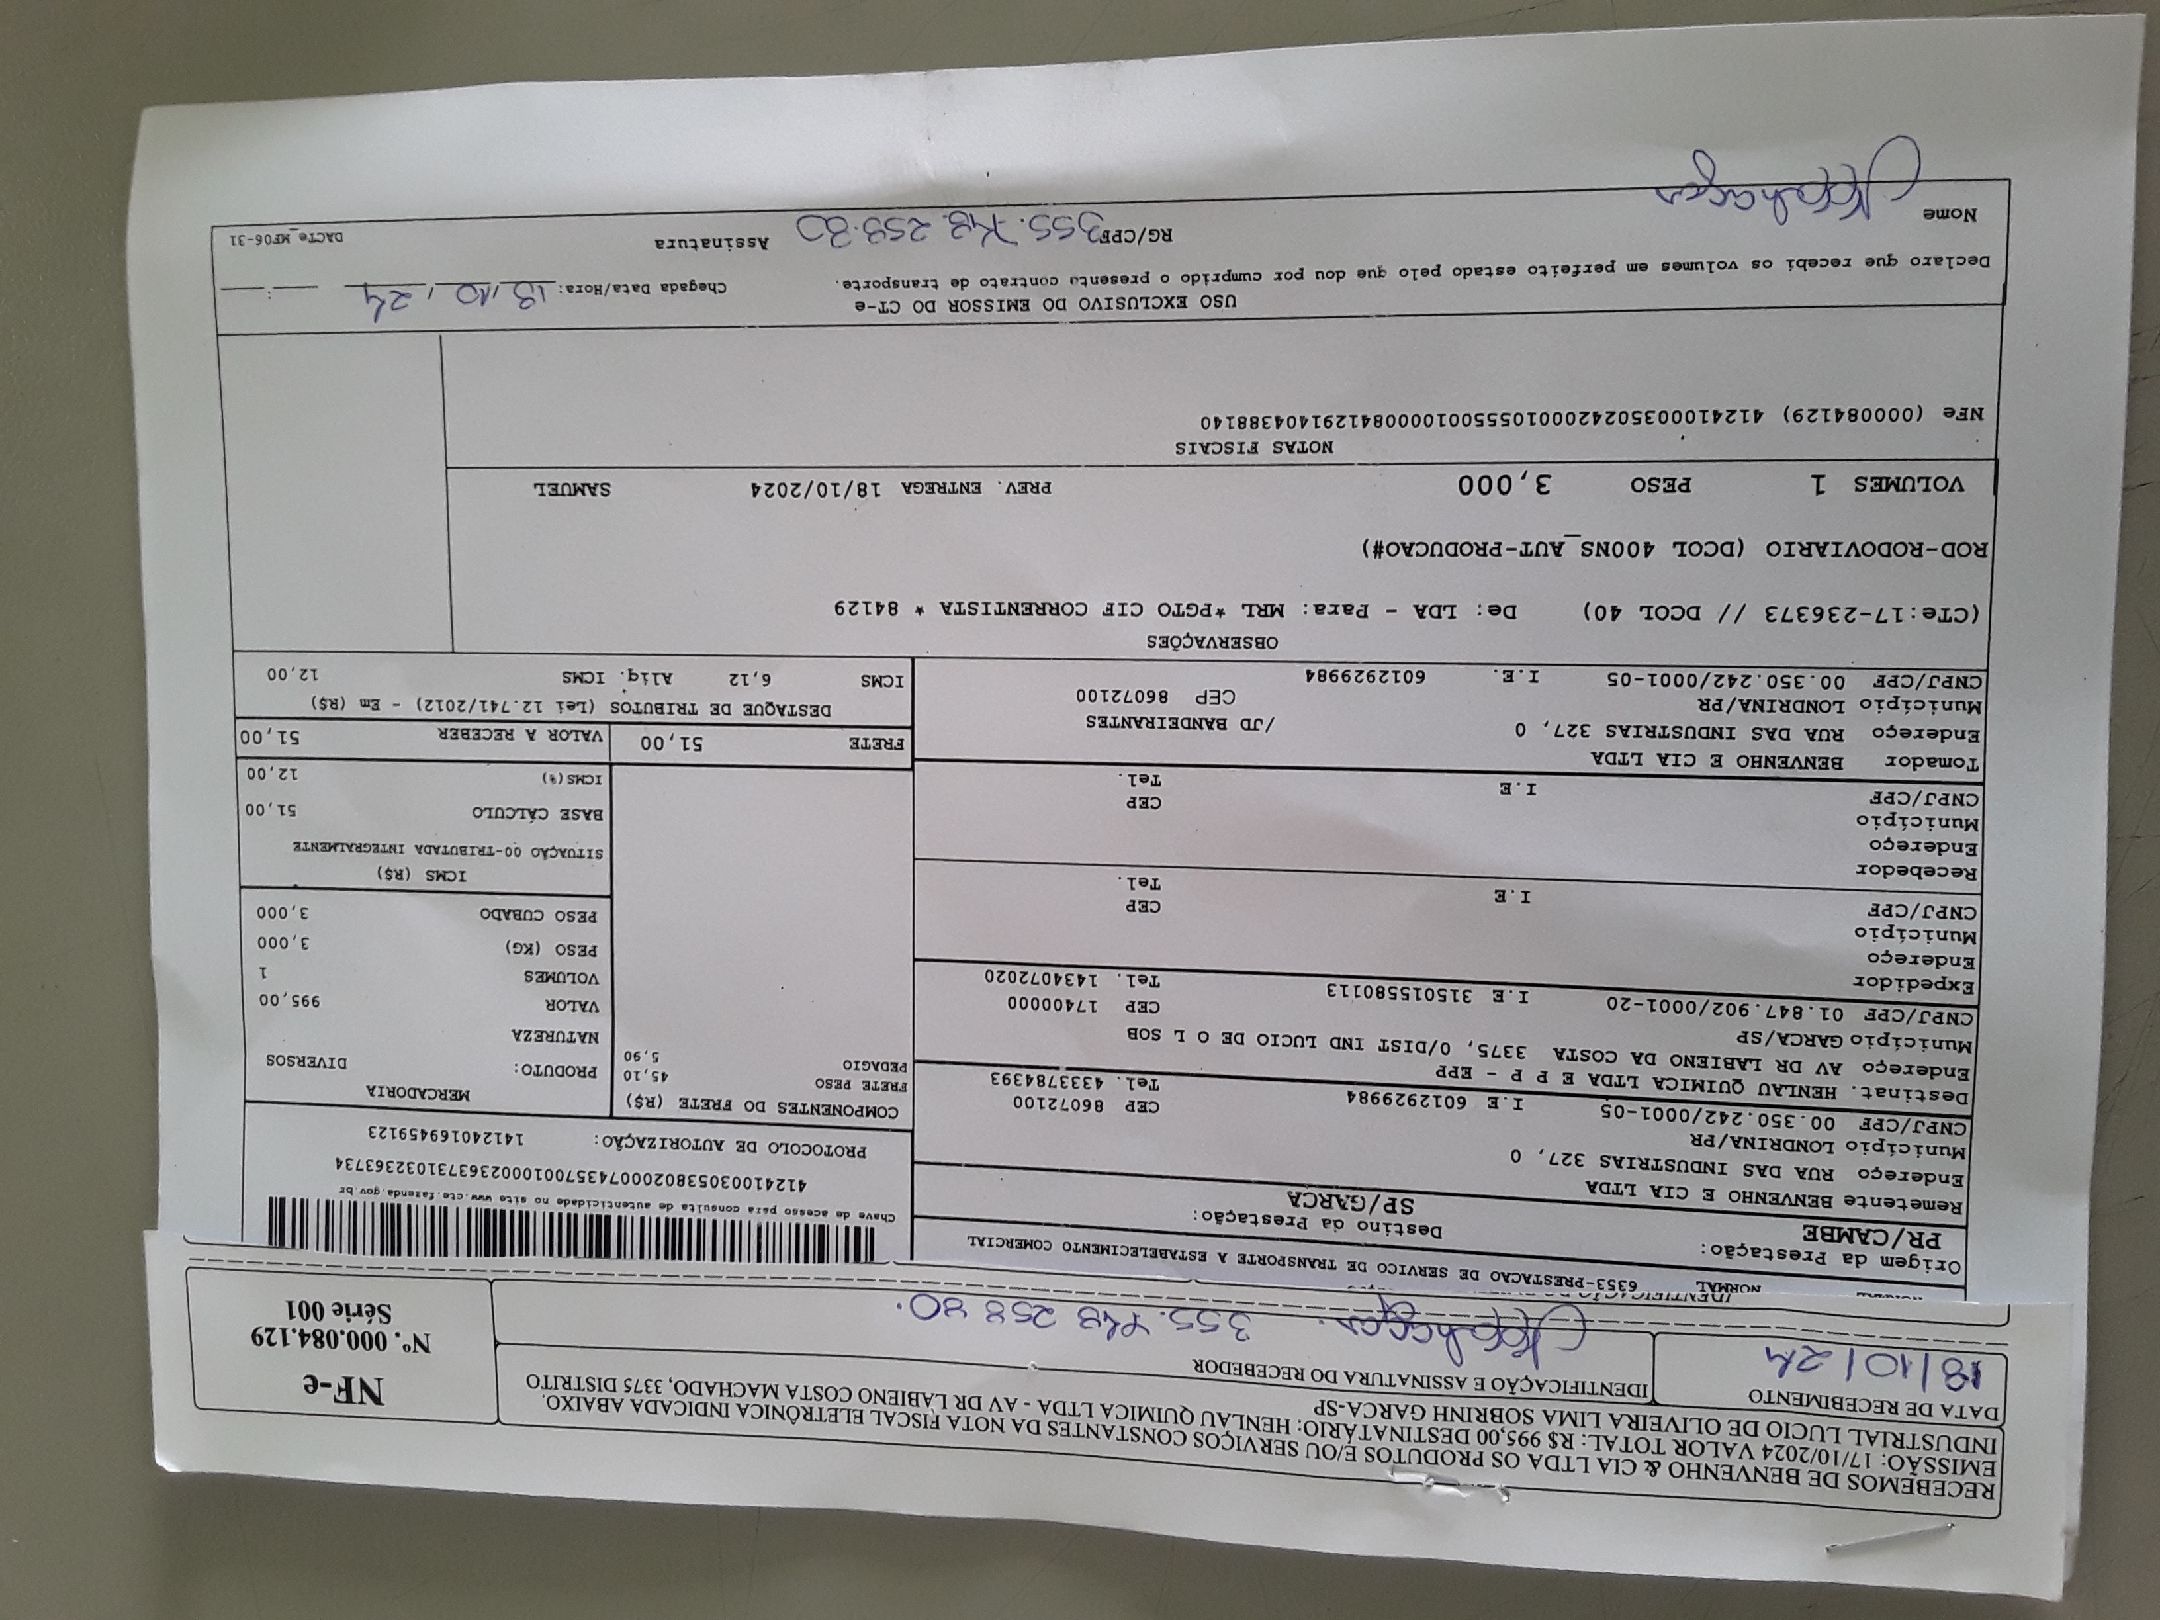 RECEBEMOS DE BENVENHO & CIA LTDA OS PRODUTOS E/OU SERVIÇOS CONSTANTES DA NOTA FISCAL ELETRÔNICA INDICADA ABAIXO.
EMISSÃO: 17/10/2024 VALOR TOTAL: R$ 995,00 DESTINATÁRIO: HENLAU QUIMICA LTDA - AV DR LABIENO COSTA MACHADO, 3375 DISTRITO
INDUSTRIAL LUCIO DE OLIVEIRA LIMA SOBRINH GARCA-SP
NF-e
Nº. 000.084.129
Série 001
DATA DE RECEBIMENTO
18/10/24
IDENTIFICAÇÃO E ASSINATURA DO RECEBEDOR
NORMAL 6353-PRESTACAO DE SERVICO DE TRANSPORTE A ESTABELECIMENTO COMERCIAL
Origem da Prestação:
PR/CAMBE
Destino da Prestação:
SP/GARCA
Chave de acesso para consulta de autenticidade no site www.cte.fazenda.gov.br
41241003053802000743570010002363731032363734
PROTOCOLO DE AUTORIZAÇÃO: 141240169459123
Remetente BENVENHO E CIA LTDA
Endereço RUA DAS INDUSTRIAS 327, 0
Município LONDRINA/PR CEP 86072100
CNPJ/CPF 00.350.242/0001-05 I.E 6012929984 Tel. 4333784393
Destinat. HENLAU QUIMICA LTDA E P P - EPP
Endereço AV DR LABIENO DA COSTA 3375, 0/DIST IND LUCIO DE O L SOB
Município GARCA/SP CEP 17400000
CNPJ/CPF 01.847.902/0001-20 I.E 315015580113 Tel. 1434072020
Expedidor
Endereço
Município CEP
CNPJ/CPF I.E Tel.
Recebedor
Endereço
Município CEP
CNPJ/CPF I.E Tel.
Tomador BENVENHO E CIA LTDA
Endereço RUA DAS INDUSTRIAS 327, 0 /JD BANDEIRANTES
Município LONDRINA/PR CEP 86072100
CNPJ/CPF 00.350.242/0001-05 I.E. 6012929984
COMPONENTES DO FRETE (R$)
FRETE PESO 45,10
PEDAGIO 5,90
MERCADORIA
PRODUTO: DIVERSOS
NATUREZA
VALOR 995,00
VOLUMES 1
PESO (KG) 3,000
PESO CUBADO 3,000
ICMS (R$)
SITUAÇÃO 00-TRIBUTADA INTEGRALMENTE
BASE CÁLCULO 51,00
ICMS(%) 12,00
FRETE 51,00 VALOR A RECEBER 51,00
DESTAQUE DE TRIBUTOS (Lei 12.741/2012) - Em (R$)
ICMS 6,12 Aliq. ICMS 12,00
OBSERVAÇÕES
(CTe:17-236373 // DCOL 40) De: LDA - Para: MRL *PGTO CIF CORRENTISTA * 84129
ROD-RODOVIARIO (DCOL 400NS_AUT-PRODUCAO#)
VOLUMES 1 PESO 3,000 PREV. ENTREGA 18/10/2024 SAMUEL
NOTAS FISCAIS
NFe (000084129) 41241000350242000105550010000841291404388140
USO EXCLUSIVO DO EMISSOR DO CT-e
Declaro que recebi os volumes em perfeito estado pelo que dou por cumprido o presente contrato de transporte. Chegada Data/Hora: 18/10/24 __:__
Nome RG/CPF Assinatura
DACTe_MF06-31